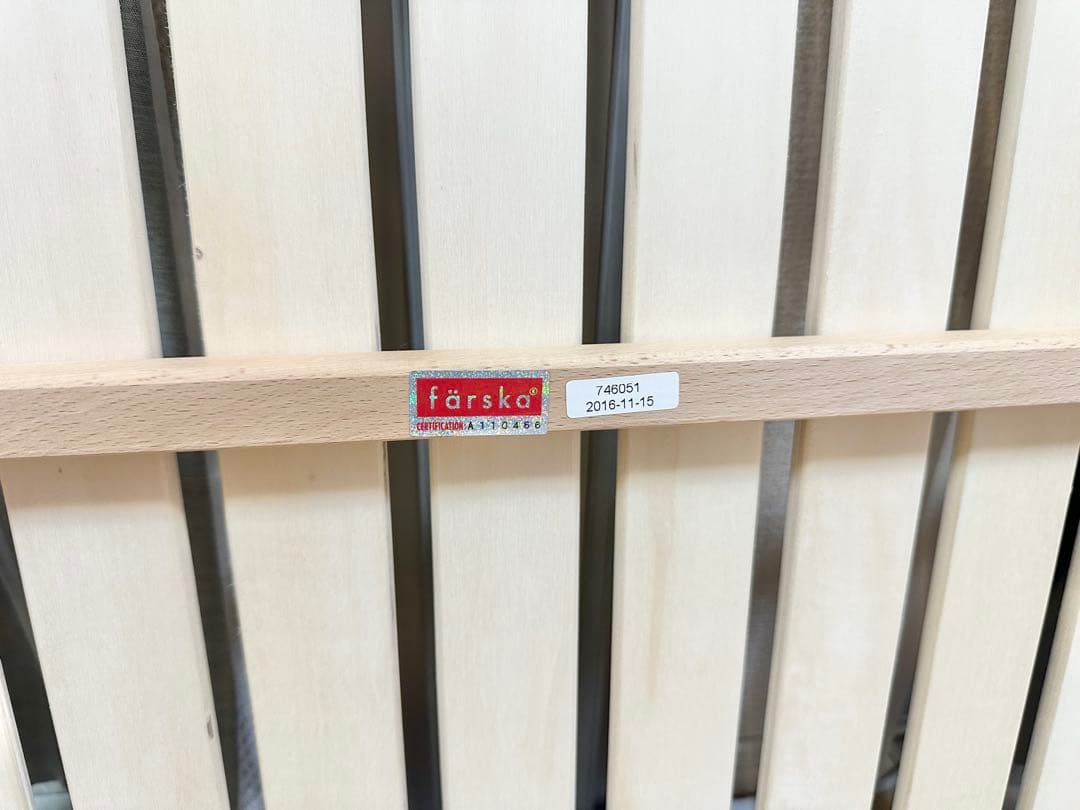 färska®
CERTIFICATION A110466
746051
2016-11-15